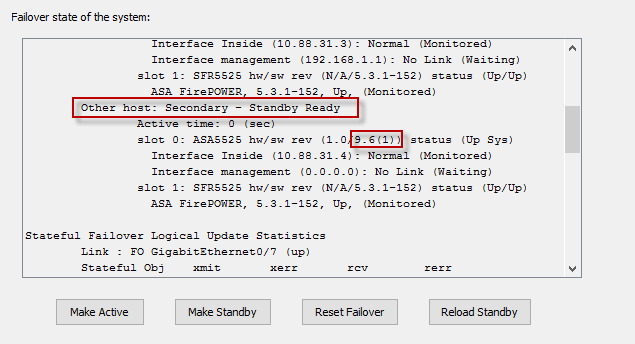 Failover state of the system:
Interface Inside (10.88.31.3): Normal (Monitored)
Interface management (192.168.1.1): No Link (Waiting)
slot 1: SFR5525 hw/sw rev (N/A/5.3.1-152) status (Up/Up)
ASA FirePOWER, 5.3.1-152, Up, (Monitored)
Other host: Secondary - Standby Ready
Active time: 0 (sec)
slot 0: ASA5525 hw/sw rev (1.0/9.6(1)) status (Up Sys)
Interface Inside (10.88.31.4): Normal (Monitored)
Interface management (0.0.0.0): No Link (Waiting)
slot 1: SFR5525 hw/sw rev (N/A/5.3.1-152) status (Up/Up)
ASA FirePOWER, 5.3.1-152, Up, (Monitored)
Stateful Failover Logical Update Statistics
Link : FO GigabitEthernet0/7 (up)
Stateful Obj xmit xerr rcv rerr
Make Active Make Standby Reset Failover Reload Standby